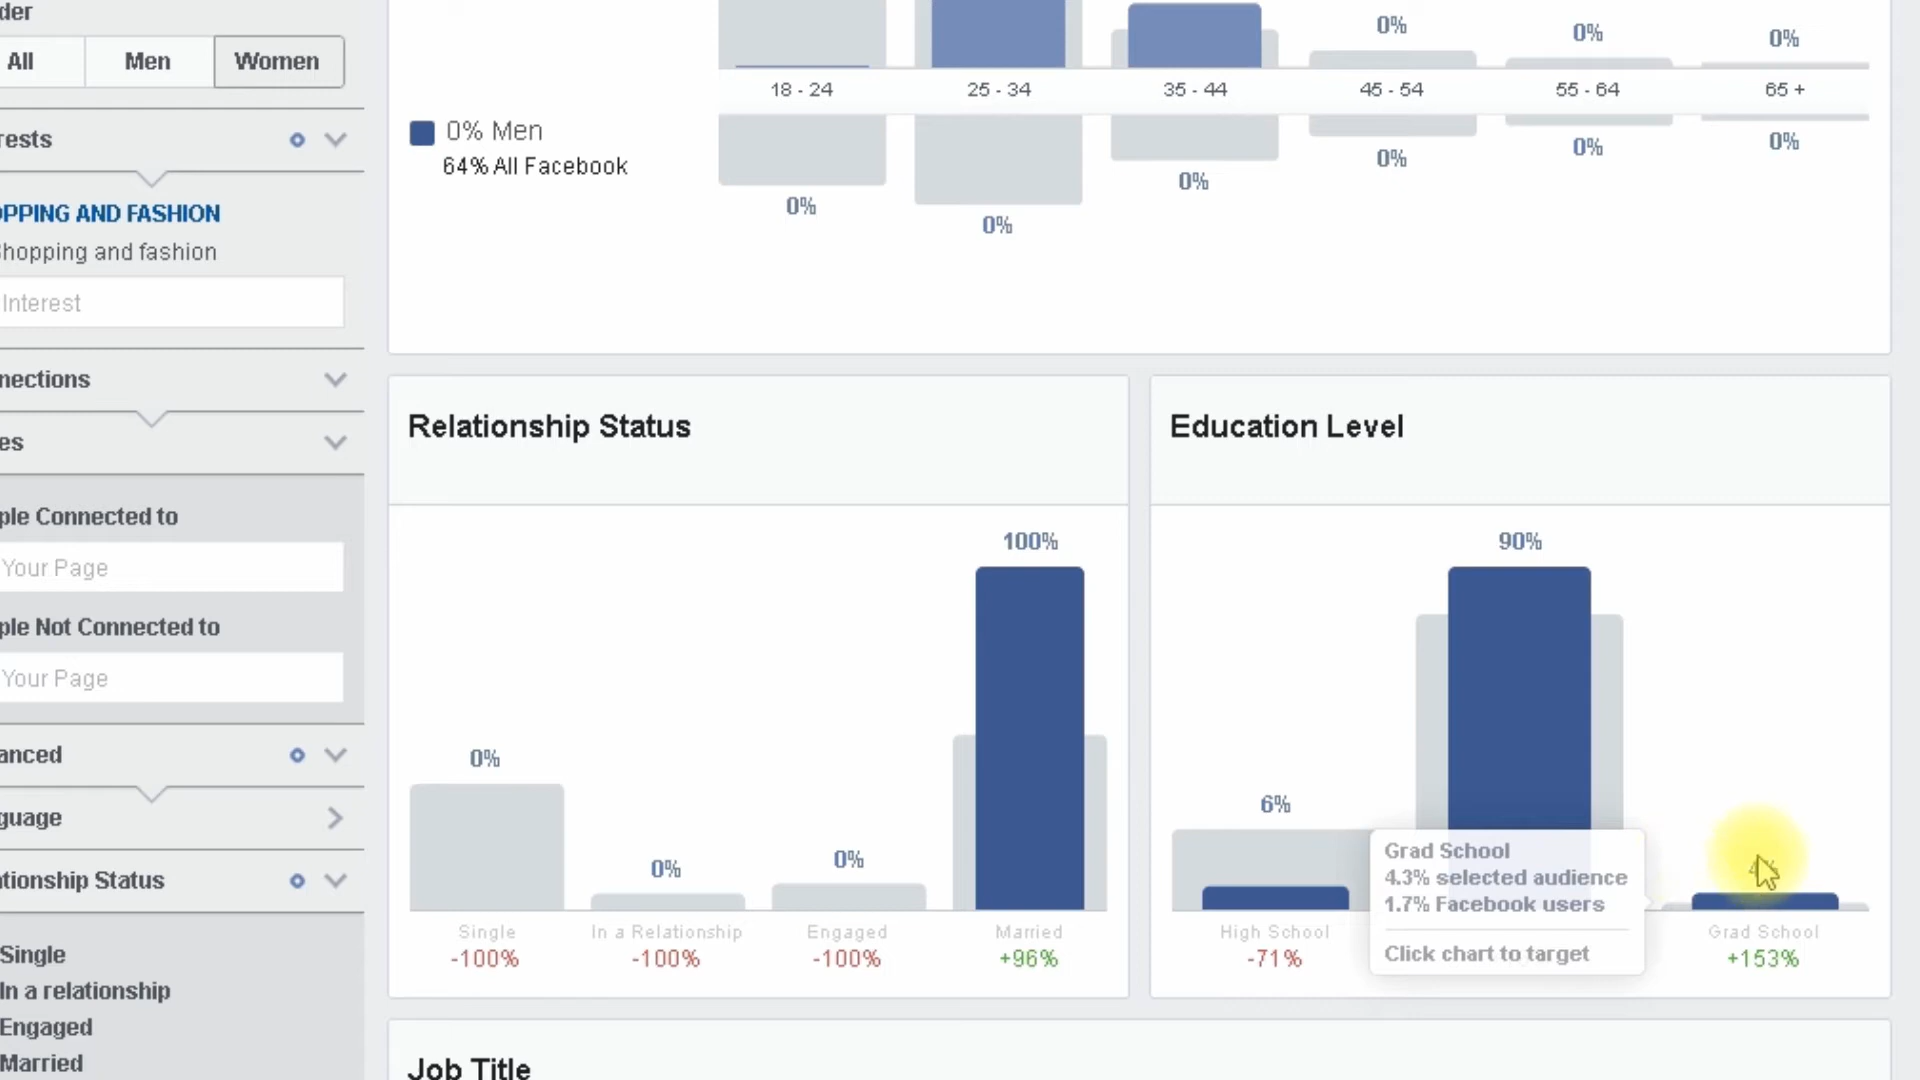 der
All
Men
Women
rests
OPPING AND FASHION
Shopping and fashion
Interest
nections
es
ple Connected to
Your Page
ple Not Connected to
Your Page
anced
guage
tionship Status
Single
In a relationship
Engaged
Married
0% Men
64% All Facebook
0%
0%
0%
18 - 24
25 - 34
35 - 44
45 - 54
55 - 64
65 +
0%
0%
0%
0%
0%
0%
Relationship Status
100%
0%
0%
0%
Single
In a Relationship
Engaged
Married
-100%
-100%
-100%
+96%
Education Level
90%
6%
Grad School
4.3% selected audience
1.7% Facebook users
Click chart to target
High School
Grad School
-71%
+153%
Job Title